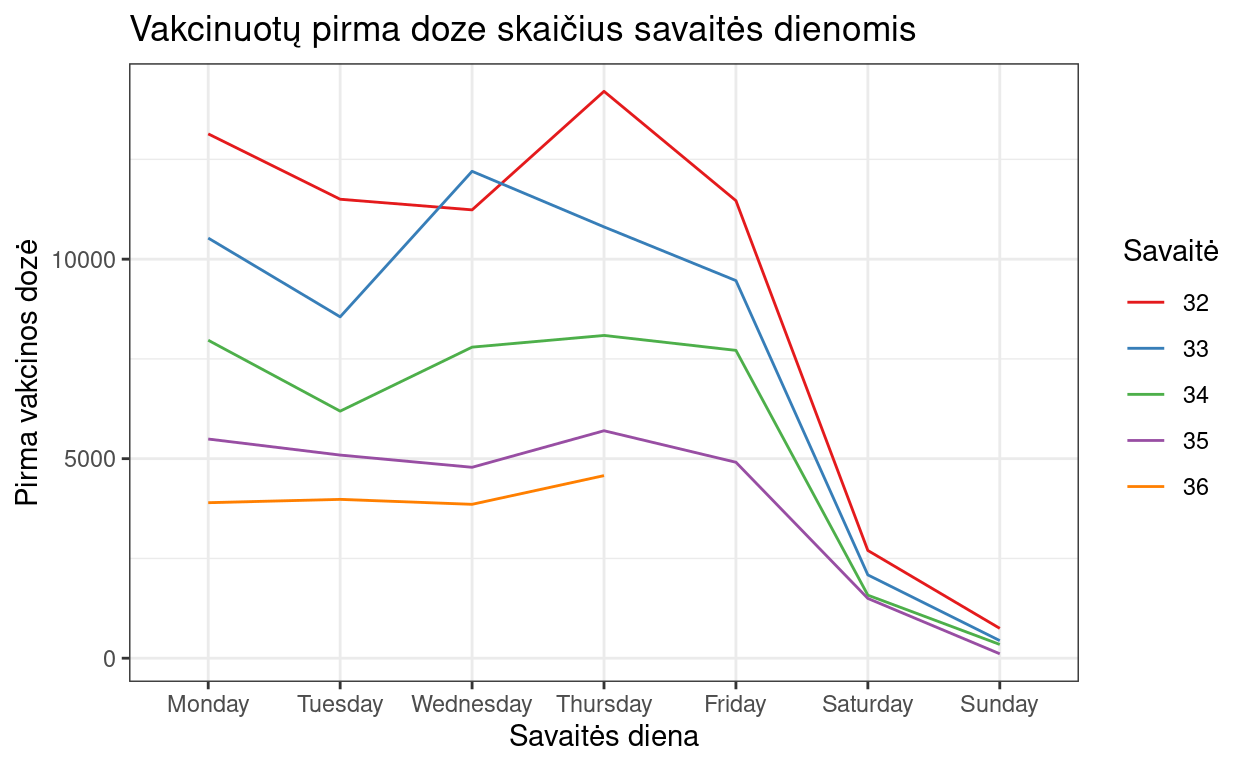 Vakcinuotų pirma doze skaičius savaitės dienomis
Pirma vakcinos dozė
10000
5000
0
Monday Tuesday Wednesday Thursday Friday Saturday Sunday
Savaitės diena
Savaitė
32
33
34
35
36